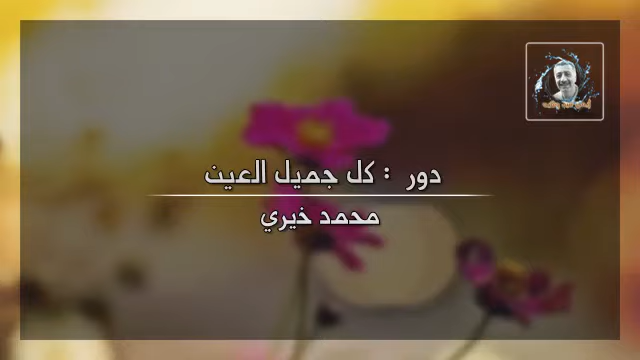 دور : كل جميل العين
محمد خيري